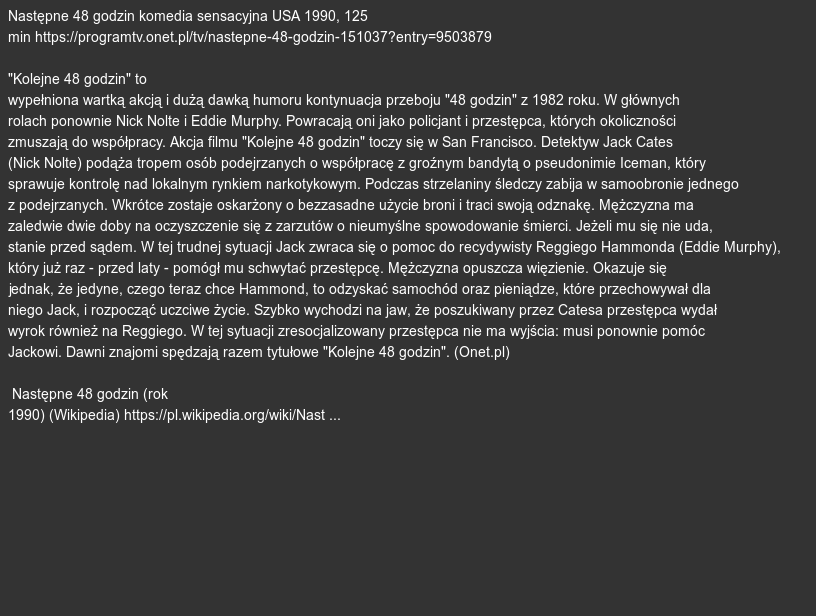 Następne 48 godzin komedia sensacyjna USA 1990, 125
min https://programtv.onet.pl/tv/nastepne-48-godzin-151037?entry=9503879
"Kolejne 48 godzin" to
wypełniona wartką akcją i dużą dawką humoru kontynuacja przeboju "48 godzin" z 1982 roku. W głównych
rolach ponownie Nick Nolte i Eddie Murphy. Powracają oni jako policjant i przestępca, których okoliczności
zmuszają do współpracy. Akcja filmu "Kolejne 48 godzin" toczy się w San Francisco. Detektyw Jack Cates
(Nick Nolte) podąża tropem osób podejrzanych o współpracę z groźnym bandytą o pseudonimie Iceman, który
sprawuje kontrolę nad lokalnym rynkiem narkotykowym. Podczas strzelaniny śledczy zabija w samoobronie jednego
z podejrzanych. Wkrótce zostaje oskarżony o bezzasadne użycie broni i traci swoją odznakę. Mężczyzna ma
zaledwie dwie doby na oczyszczenie się z zarzutów o nieumyślne spowodowanie śmierci. Jeżeli mu się nie uda,
stanie przed sądem. W tej trudnej sytuacji Jack zwraca się o pomoc do recydywisty Reggiego Hammonda (Eddie Murphy),
który już raz - przed laty - pomógł mu schwytać przestępcę. Mężczyzna opuszcza więzienie. Okazuje się
jednak, że jedyne, czego teraz chce Hammond, to odzyskać samochód oraz pieniądze, które przechowywał dla
niego Jack, i rozpocząć uczciwe życie. Szybko wychodzi na jaw, że poszukiwany przez Catesa przestępca wydał
wyrok również na Reggiego. W tej sytuacji zresocjalizowany przestępca nie ma wyjścia: musi ponownie pomóc
Jackowi. Dawni znajomi spędzają razem tytułowe "Kolejne 48 godzin". (Onet.pl)
Następne 48 godzin (rok
1990) (Wikipedia) https://pl.wikipedia.org/wiki/Nast ...